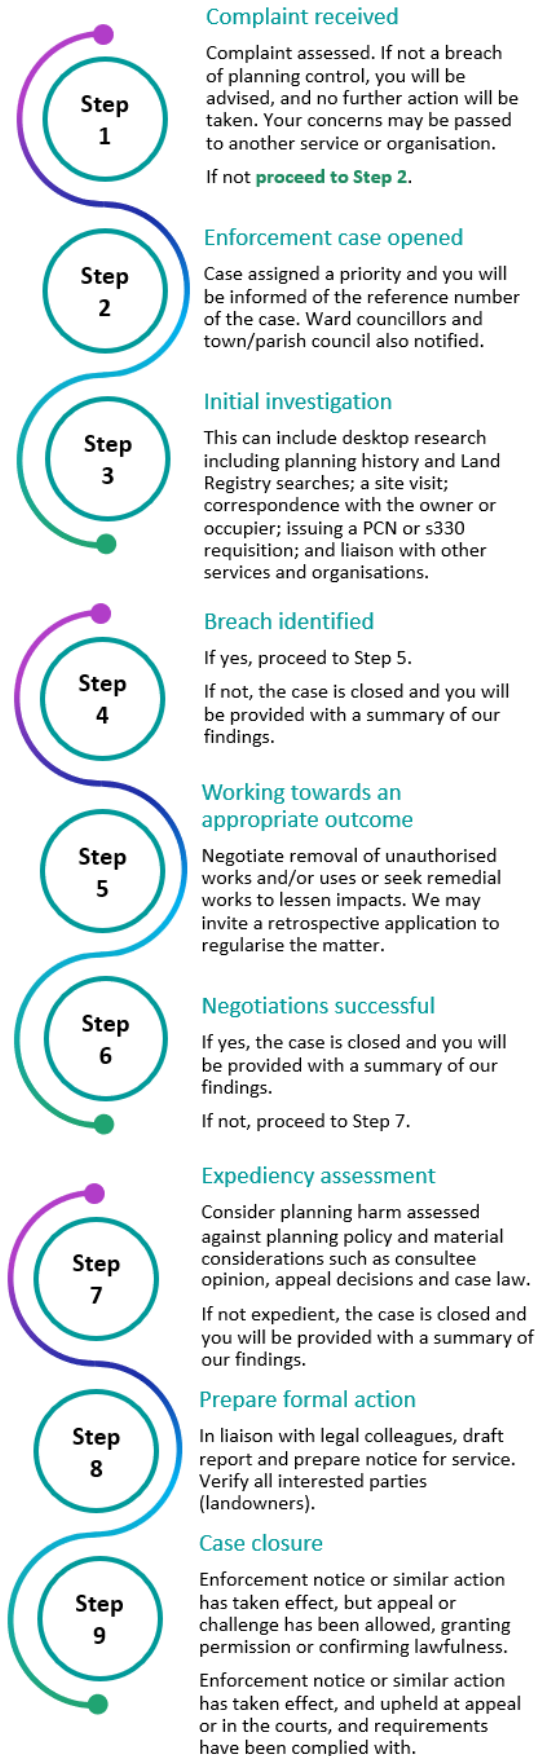 Complaint received
Step
1
Complaint assessed. If not a breach
of planning control, you will be
advised, and no further action will be
taken. Your concerns may be passed
to another service or organisation.
If not proceed to Step 2.
Enforcement case opened
Step
2
Case assigned a priority and you will
be informed of the reference number
of the case. Ward councillors and
town/parish council also notified.
Initial investigation
Step
3
This can include desktop research
including planning history and Land
Registry searches; a site visit;
correspondence with the owner or
occupier; issuing a PCN or s330
requisition; and liaison with other
services and organisations.
Breach identified
Step
4
If yes, proceed to Step 5.
If not, the case is closed and you will
be provided with a summary of our
findings.
Working towards an
appropriate outcome
Step
5
Negotiate removal of unauthorised
works and/or uses or seek remedial
works to lessen impacts. We may
invite a retrospective application to
regularise the matter.
Negotiations successful
Step
6
If yes, the case is closed and you will
be provided with a summary of our
findings.
If not, proceed to Step 7.
Expediency assessment
Step
7
Consider planning harm assessed
against planning policy and material
considerations such as consultee
opinion, appeal decisions and case law.
If not expedient, the case is closed and
you will be provided with a summary of
our findings.
Prepare formal action
Step
8
In liaison with legal colleagues, draft
report and prepare notice for service.
Verify all interested parties
(landowners).
Case closure
Step
9
Enforcement notice or similar action
has taken effect, but appeal or
challenge has been allowed, granting
permission or confirming lawfulness.
Enforcement notice or similar action
has taken effect, and upheld at appeal
or in the courts, and requirements
have been complied with.